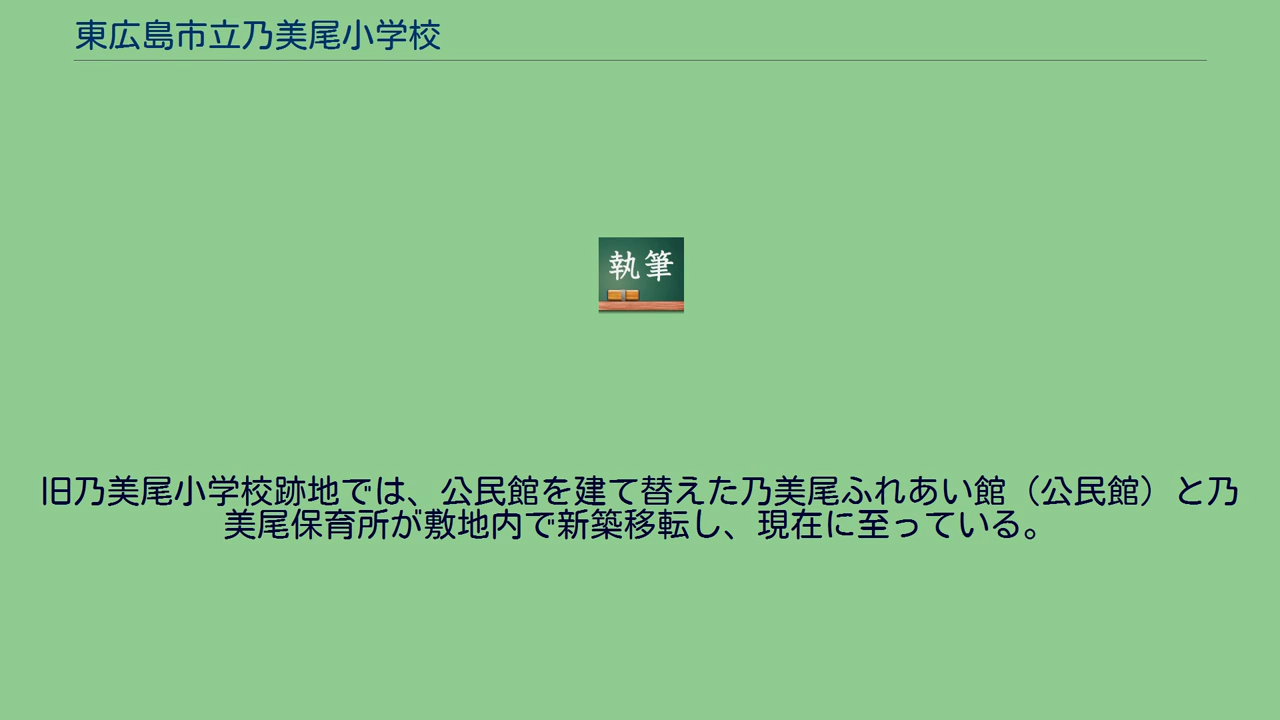 東広島市立乃美尾小学校
執筆
旧乃美尾小学校跡地では、公民館を建て替えた乃美尾ふれあい館（公民館）と乃
美尾保育所が敷地内で新築移転し、現在に至っている。